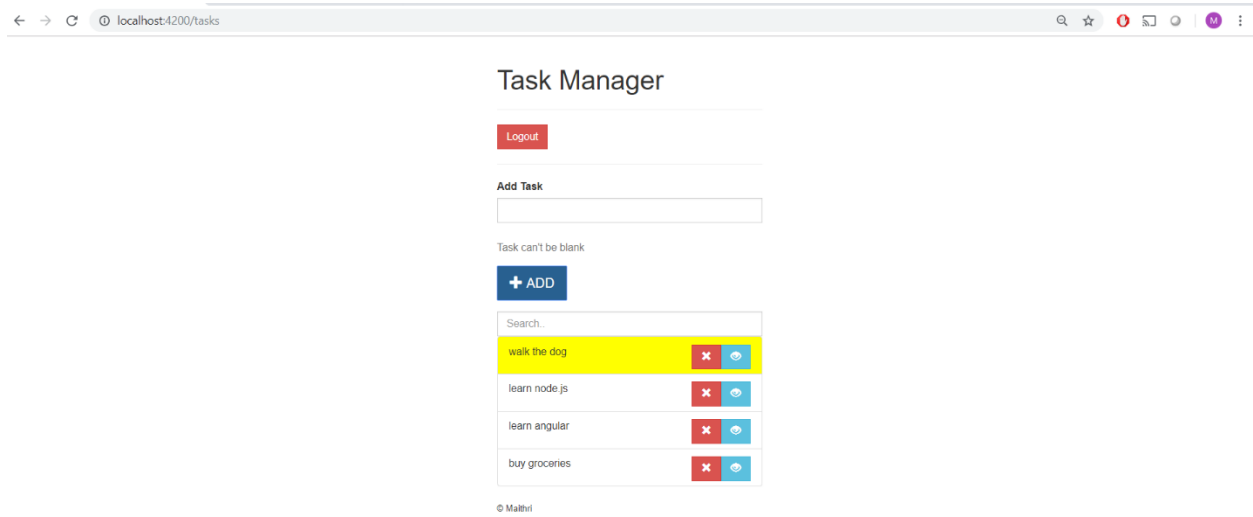 localhost:4200/tasks
M
Task Manager
Logout
Add Task
Task can't be blank
ADD
Search..
walk the dog
learn node.js
learn angular
buy groceries
© Maithri